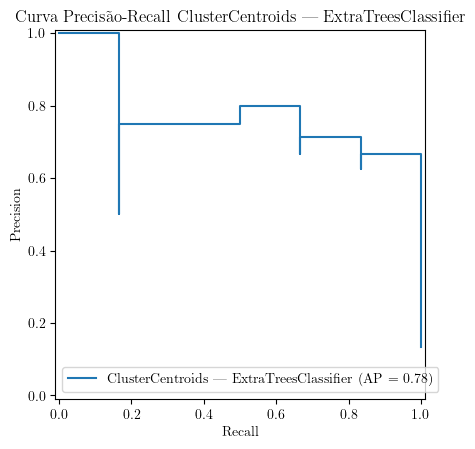 Curva Precisão-Recall ClusterCentroids — ExtraTreesClassifier
1.0
0.8
0.6
0.4
0.2
0.0
Precision
ClusterCentroids — ExtraTreesClassifier (AP = 0.78)
0.0 0.2 0.4 0.6 0.8 1.0
Recall